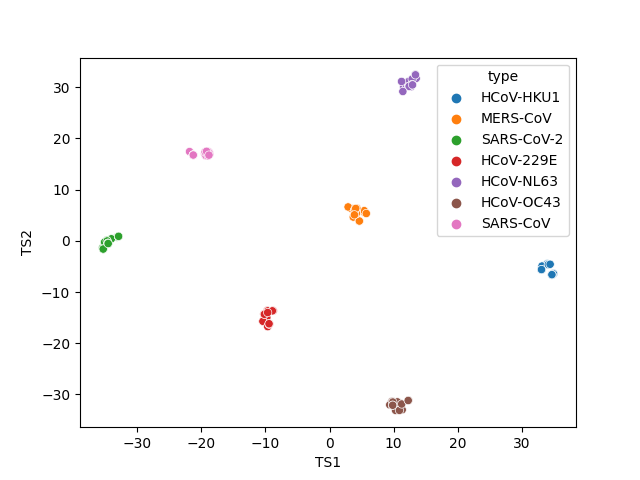 type
HCoV-HKU1
MERS-CoV
SARS-CoV-2
HCoV-229E
HCoV-NL63
HCoV-OC43
SARS-CoV
TS2
30
20
10
0
−10
−20
−30
−30 −20 −10 0 10 20 30
TS1